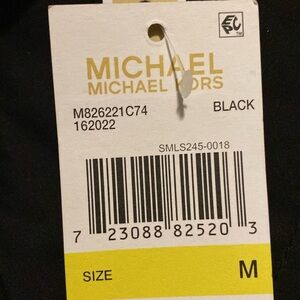 MICHAEL
MICHAEL KORS
M826221C74 BLACK
162022
SMLS245-0018
7 23088 82520 3
SIZE M